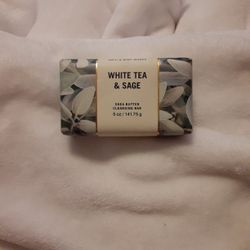 WHITE TEA
& SAGE
SHEA BUTTER
CLEANSING BAR
5 oz / 141.75 g